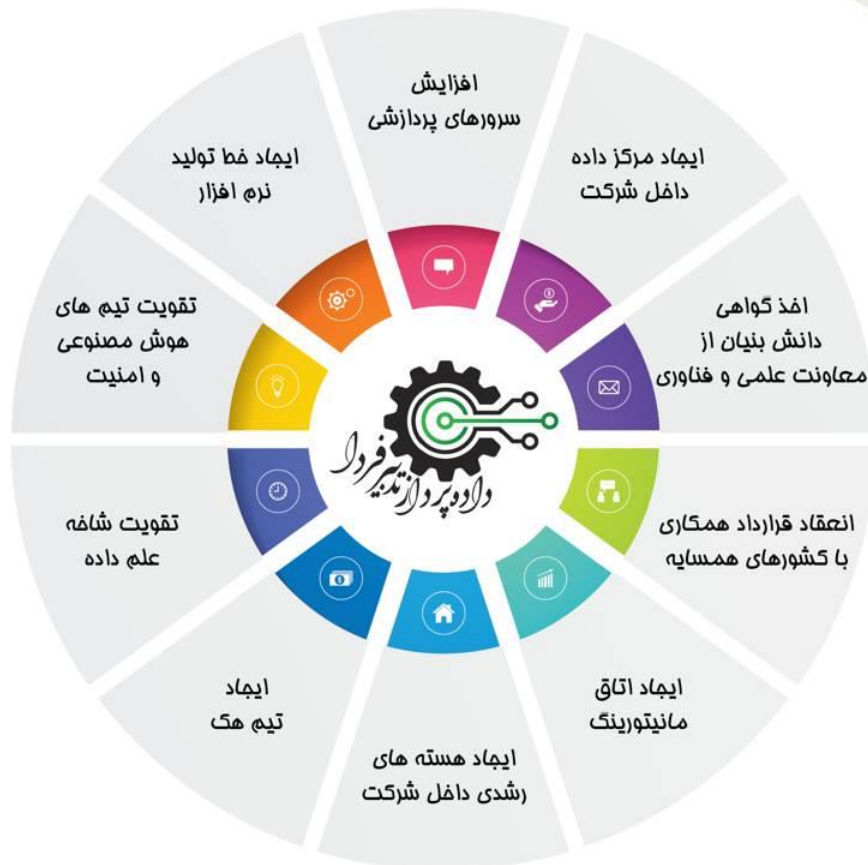 افزایش
سرورهای پردازشی
ایجاد مرکز داده
داخل شرکت
اخذ گواهی
دانش بنیان از
معاونت علمی و فناوری
انعقاد قرارداد همکاری
با کشورهای همسایه
ایجاد اتاق
مانیتورینگ
ایجاد هسته های
رشدی داخل شرکت
ایجاد
تیم هک
تقویت شاخه
علم داده
تقویت تیم های
هوش مصنوعی
و امنیت
ایجاد خط تولید
نرم افزار
داده پرداز تدبیر فردا